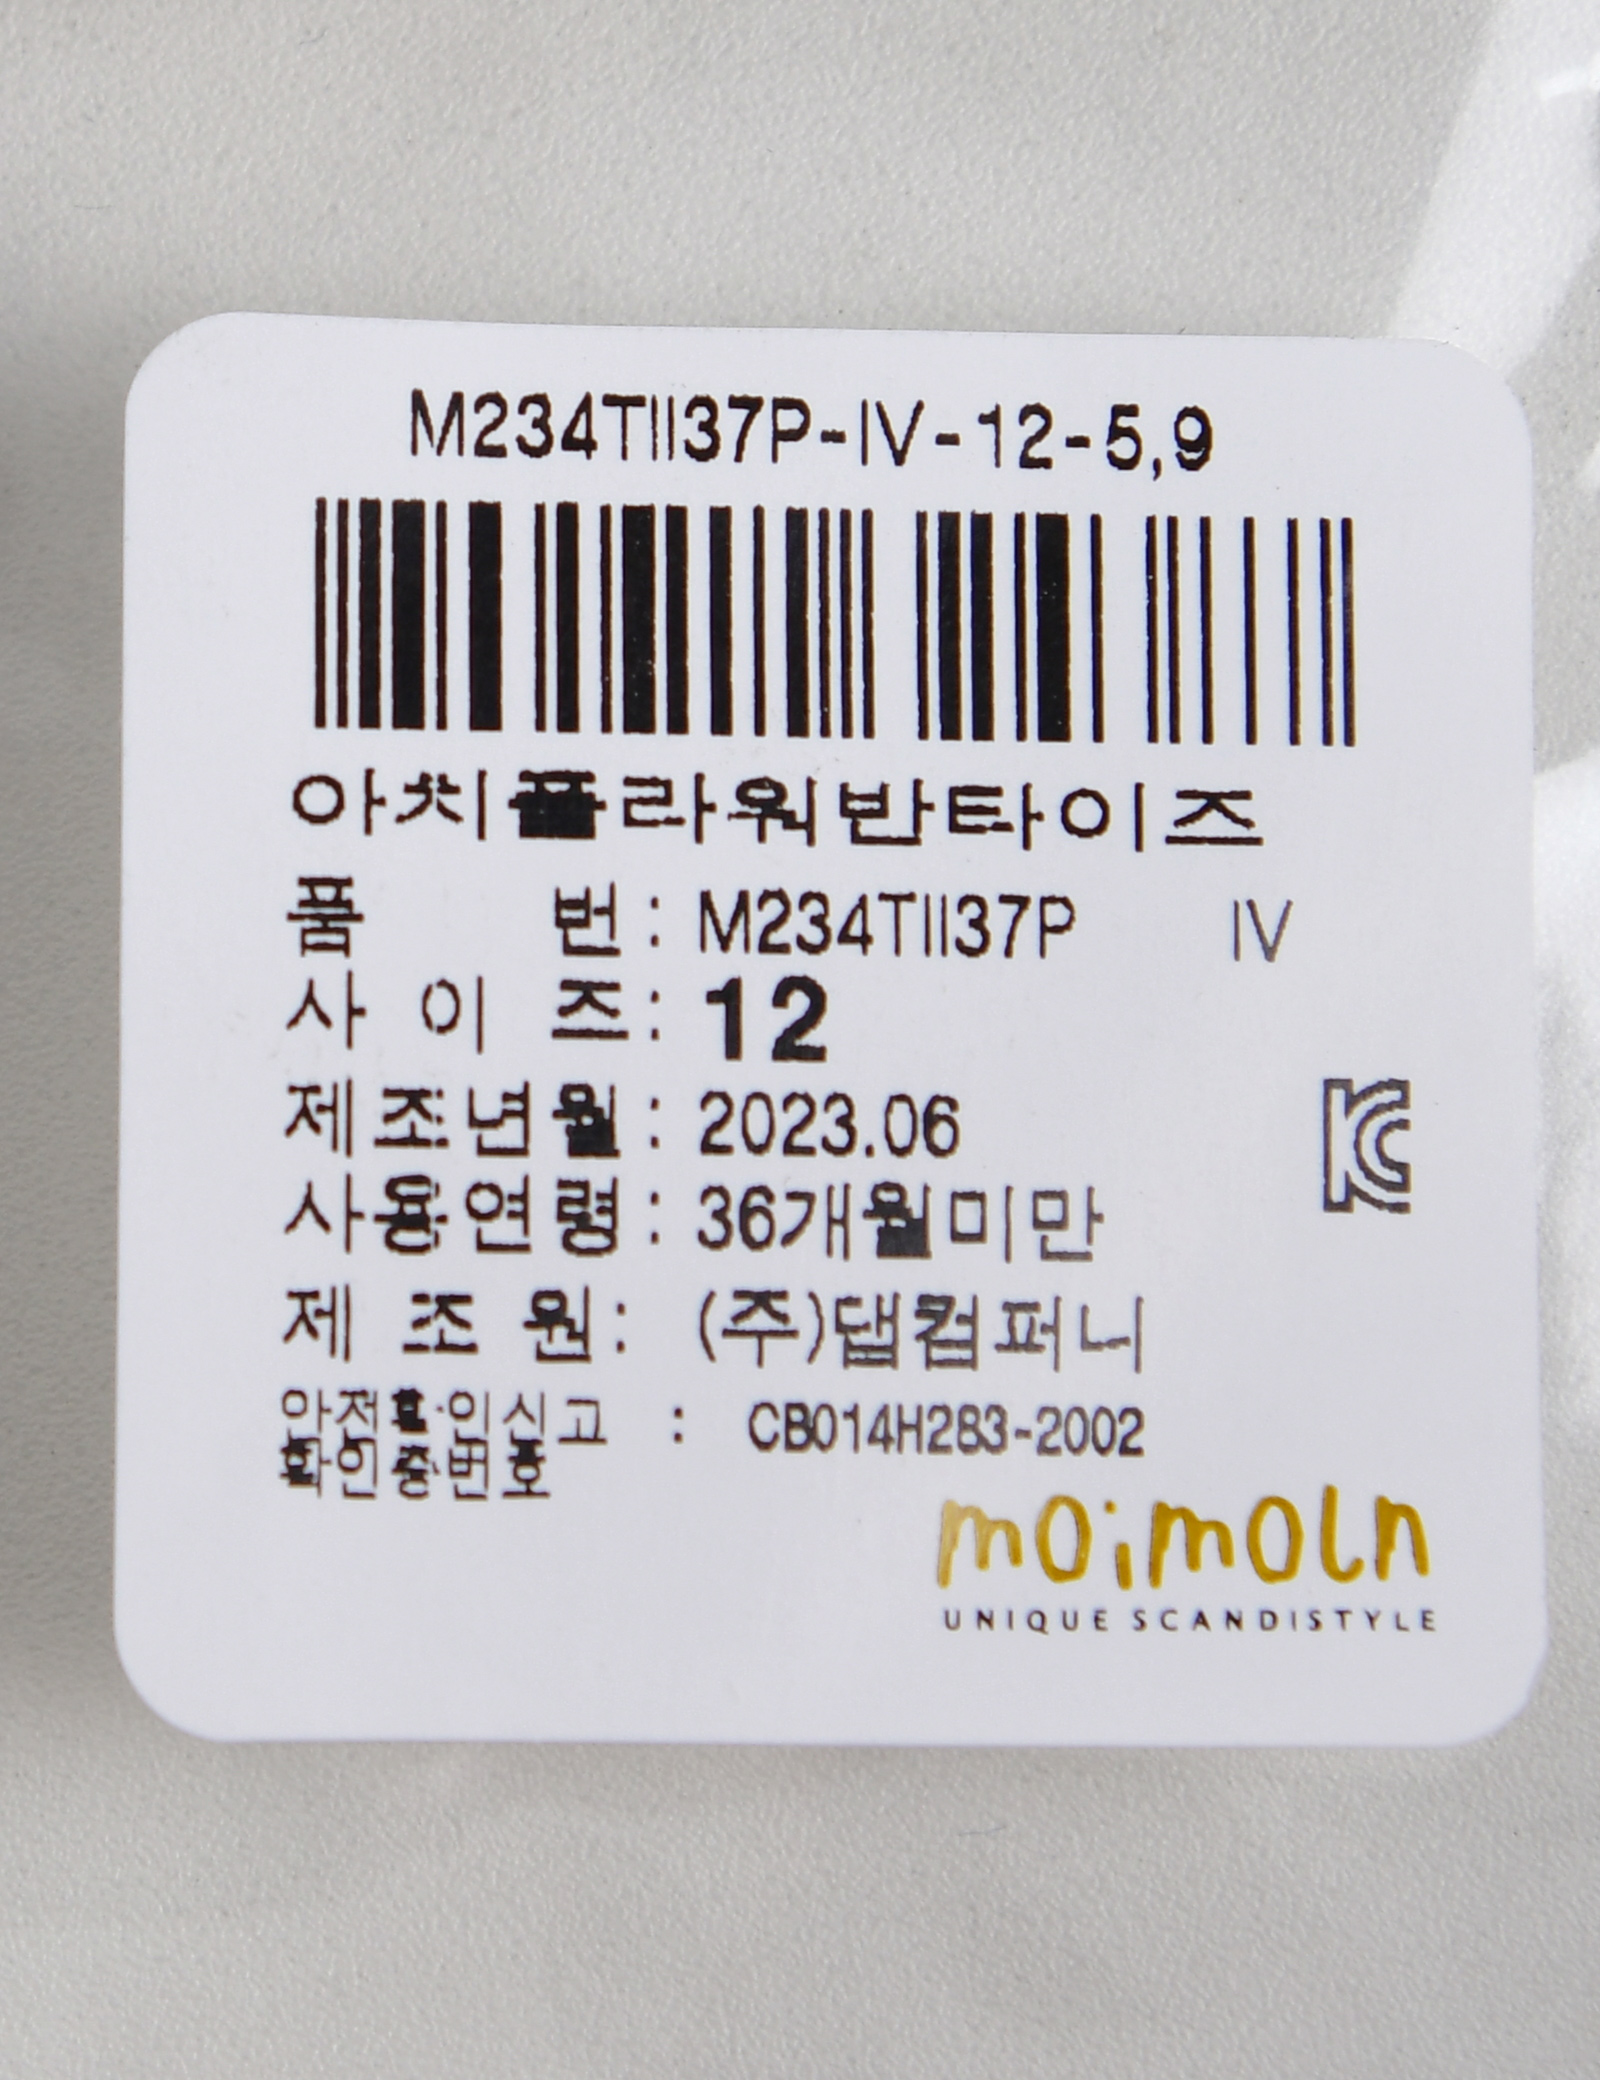 M234TII37P-IV-12-5,9
아치플라워반타이즈
품 번 : M234TII37P IV
사 이 즈 : 12
제조년월 : 2023.06
사용연령 : 36개월미만
제 조 원 : (주)댑컴퍼니
안전확인신고 : CB014H283-2002
확인증번호
KC
moimoln
UNIQUE SCANDISTYLE